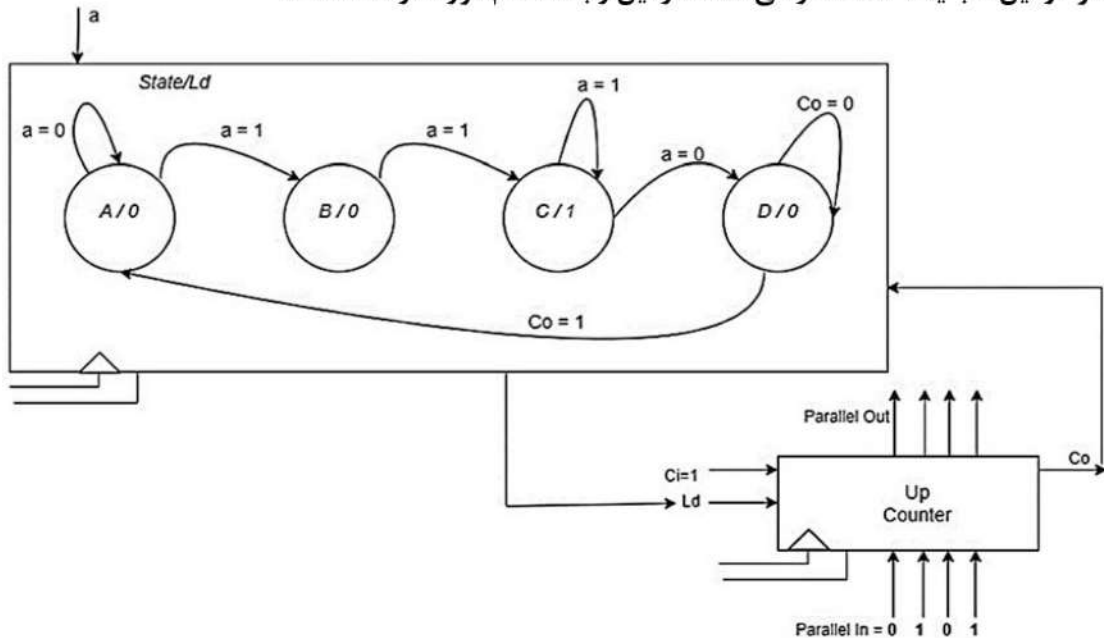 a
State/Ld
a = 0
a = 1
a = 1
a = 1
a = 0
Co = 0
A / 0
B / 0
C / 1
D / 0
Co = 1
Parallel Out
Ci=1
Ld
Up
Counter
Co
Parallel In = 0 1 0 1